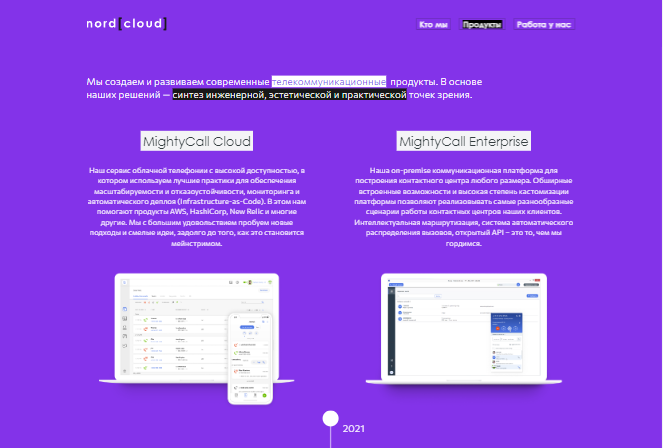 nord[cloud]
Кто мы Продукты Работа у нас
Мы создаем и развиваем современные телекоммуникационные продукты. В основе
наших решений — синтез инженерной, эстетической и практической точек зрения.
MightyCall Cloud
Наш сервис облачной телефонии с высокой доступностью, в
котором используем лучшие практики для обеспечения
масштабируемости и отказоустойчивости, мониторинга и
автоматического деплоя (Infrastructure-as-Code). В этом нам
помогают продукты AWS, HashiCorp, New Relic и многие
другие. Мы с большим удовольствием пробуем новые
подходы и смелые идеи, задолго до того, как это становится
мейнстримом.
MightyCall Enterprise
Наша on-premise коммуникационная платформа для
построения контактного центра любого размера. Обширные
встроенные возможности и высокая степень кастомизации
платформы позволяют реализовывать самые разнообразные
сценарии работы контактных центров наших клиентов.
Интеллектуальная маршрутизация, система автоматического
распределения вызовов, открытый API – это то, чем мы
гордимся.
2021